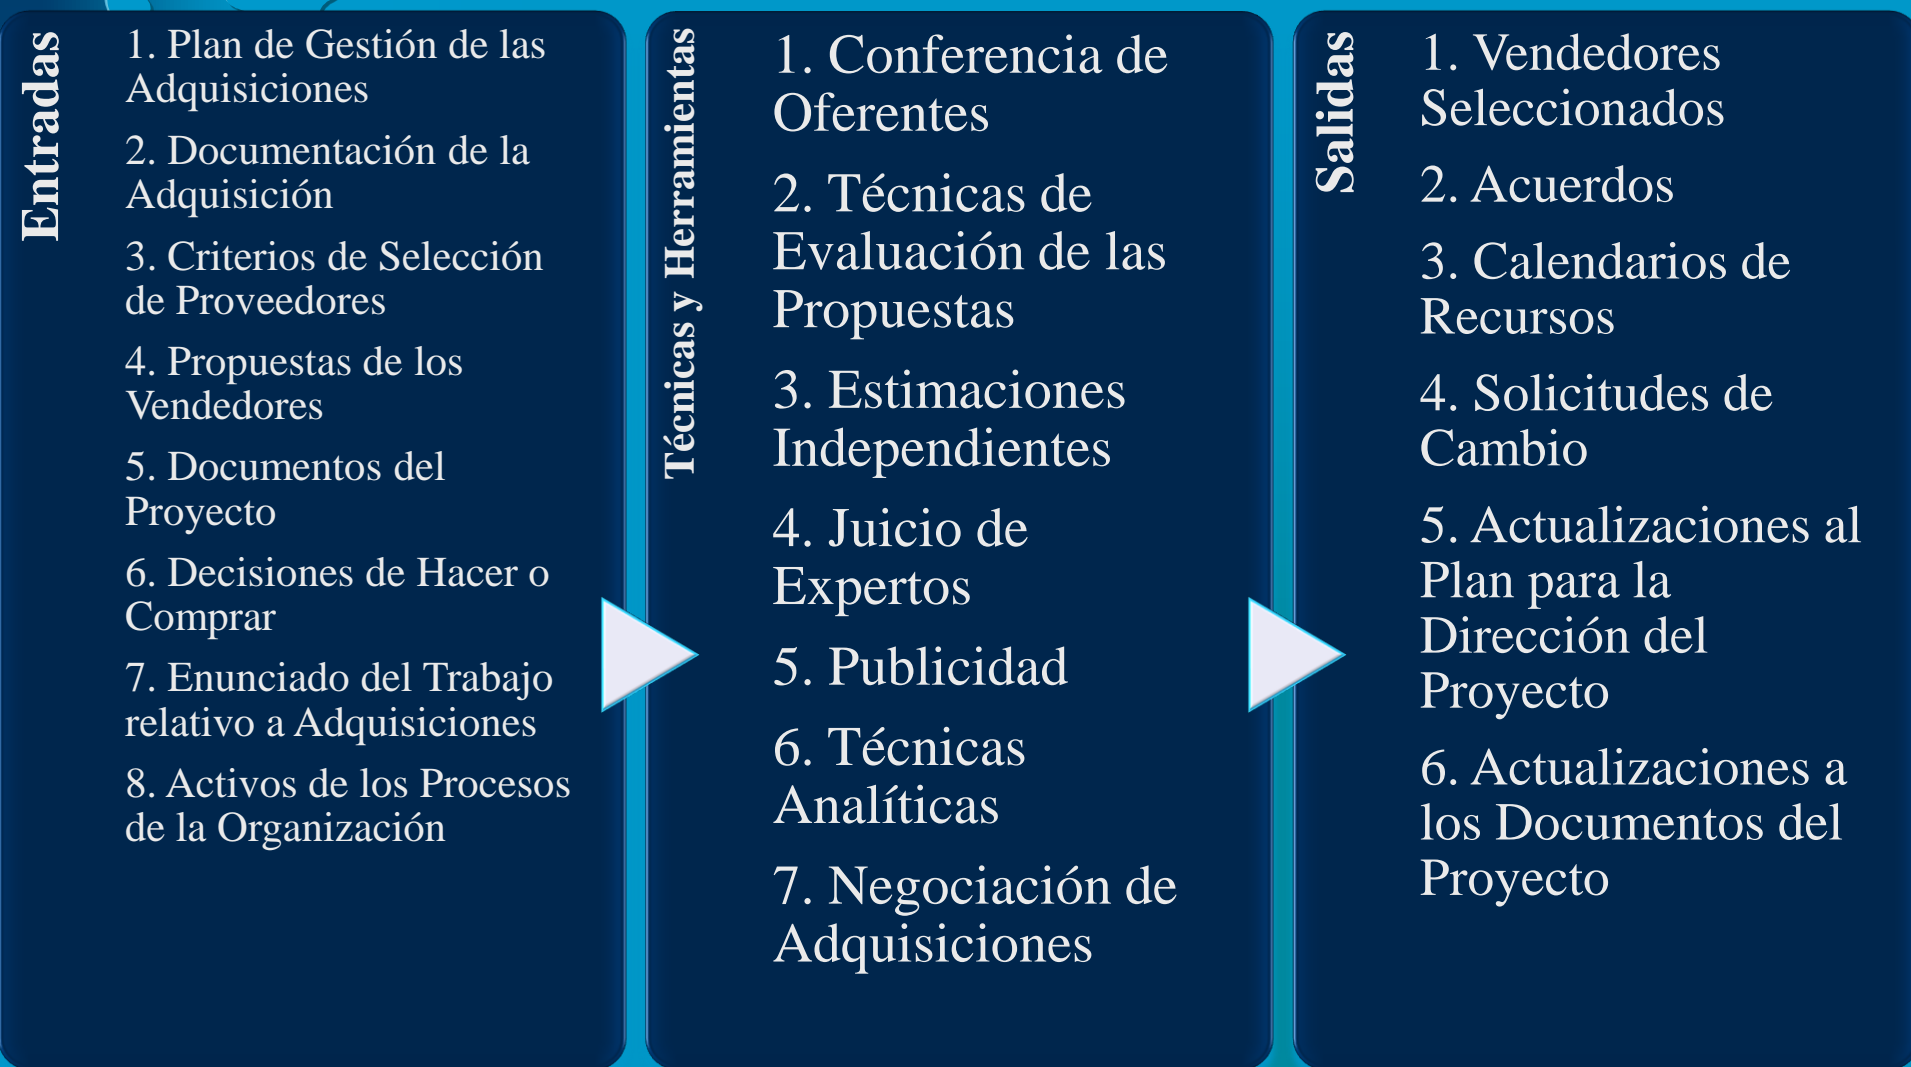 Entradas
1. Plan de Gestión de las
Adquisiciones
2. Documentación de la
Adquisición
3. Criterios de Selección
de Proveedores
4. Propuestas de los
Vendedores
5. Documentos del
Proyecto
6. Decisiones de Hacer o
Comprar
7. Enunciado del Trabajo
relativo a Adquisiciones
8. Activos de los Procesos
de la Organización
Técnicas y Herramientas
1. Conferencia de
Oferentes
2. Técnicas de
Evaluación de las
Propuestas
3. Estimaciones
Independientes
4. Juicio de
Expertos
5. Publicidad
6. Técnicas
Analíticas
7. Negociación de
Adquisiciones
Salidas
1. Vendedores
Seleccionados
2. Acuerdos
3. Calendarios de
Recursos
4. Solicitudes de
Cambio
5. Actualizaciones al
Plan para la
Dirección del
Proyecto
6. Actualizaciones a
los Documentos del
Proyecto